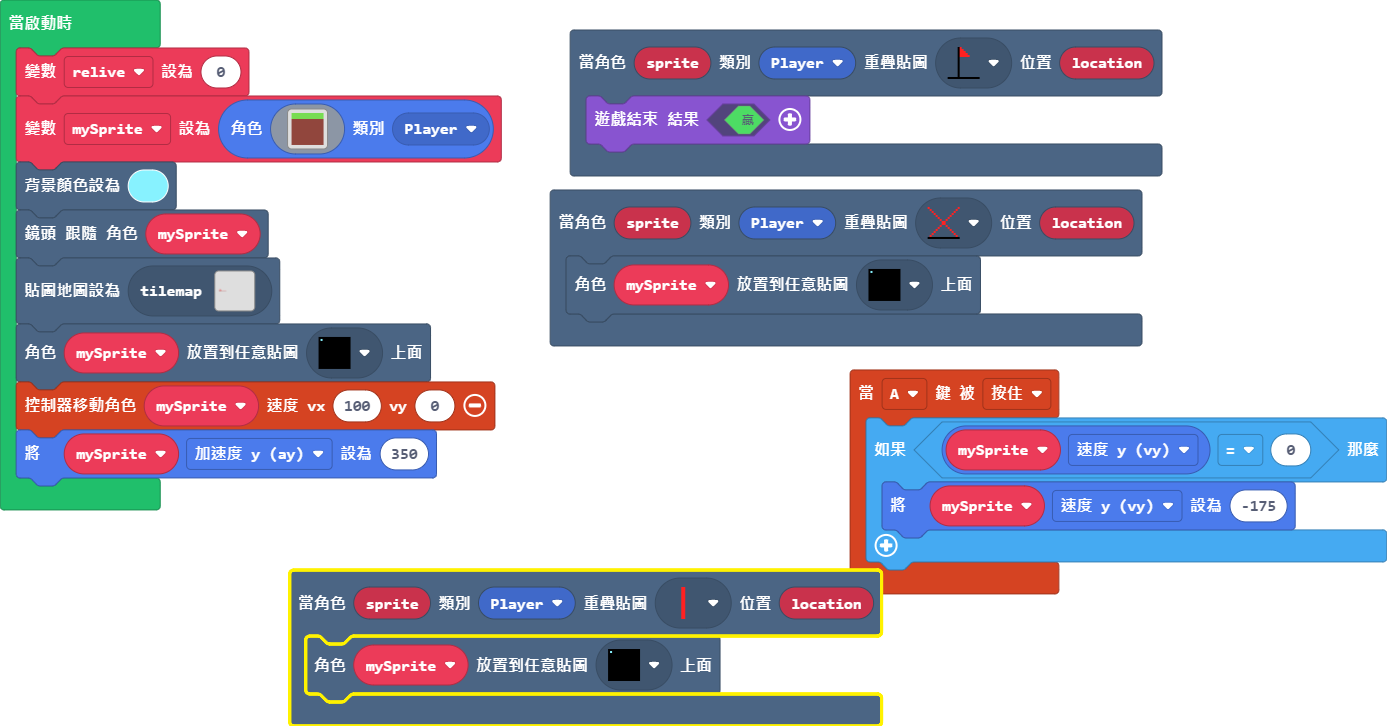 當啟動時
變數 relive 設為 0
變數 mySprite 設為 角色 類別 Player
背景顏色設為
鏡頭 跟隨 角色 mySprite
貼圖地圖設為 tilemap
角色 mySprite 放置到任意貼圖 上面
控制器移動角色 mySprite 速度 vx 100 vy 0
將 mySprite 加速度 y (ay) 設為 350
當角色 sprite 類別 Player 重疊貼圖 位置 location
遊戲結束 結果 贏
當角色 sprite 類別 Player 重疊貼圖 位置 location
角色 mySprite 放置到任意貼圖 上面
當 A 鍵 被 按住
如果 mySprite 速度 y (vy) = 0 那麼
將 mySprite 速度 y (vy) 設為 -175
當角色 sprite 類別 Player 重疊貼圖 位置 location
角色 mySprite 放置到任意貼圖 上面